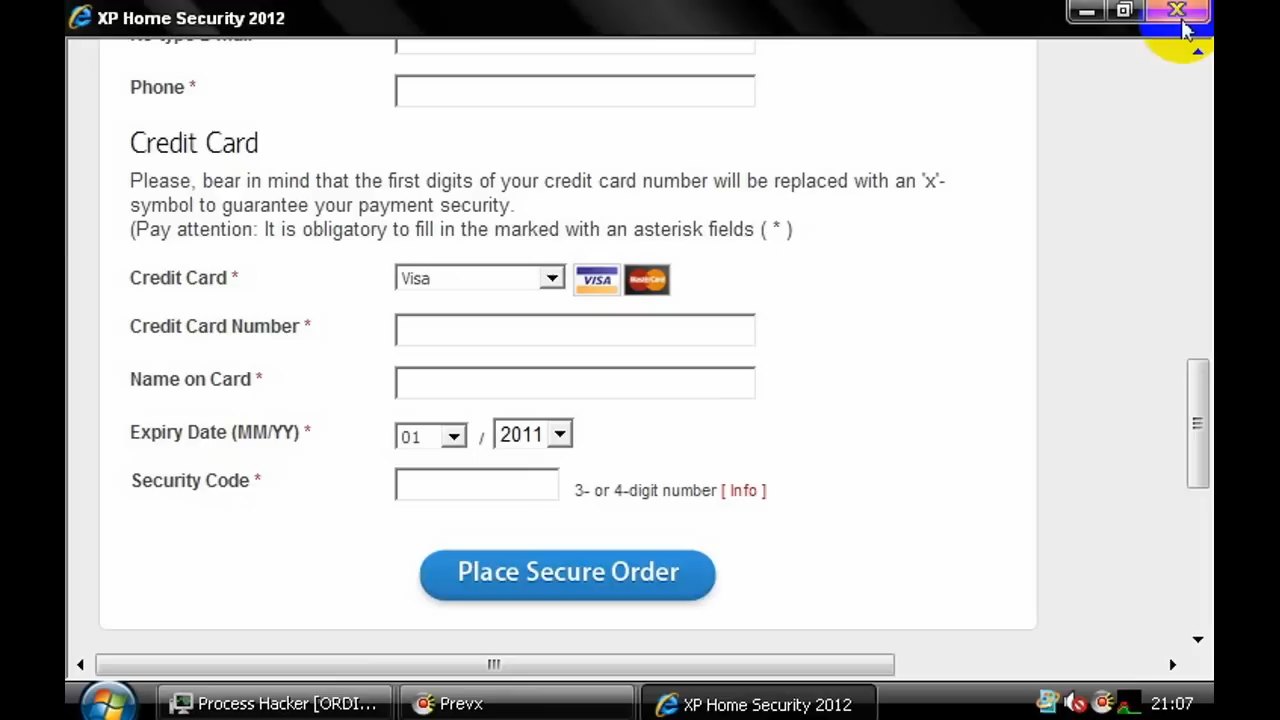 XP Home Security 2012
Phone *
Credit Card
Please, bear in mind that the first digits of your credit card number will be replaced with an 'x'-
symbol to guarantee your payment security.
(Pay attention: It is obligatory to fill in the marked with an asterisk fields ( * )
Credit Card * Visa VISA MasterCard
Credit Card Number *
Name on Card *
Expiry Date (MM/YY) * 01 / 2011
Security Code * 3- or 4-digit number [ Info ]
Place Secure Order
Process Hacker [ORDI... Prevx XP Home Security 2012 21:07